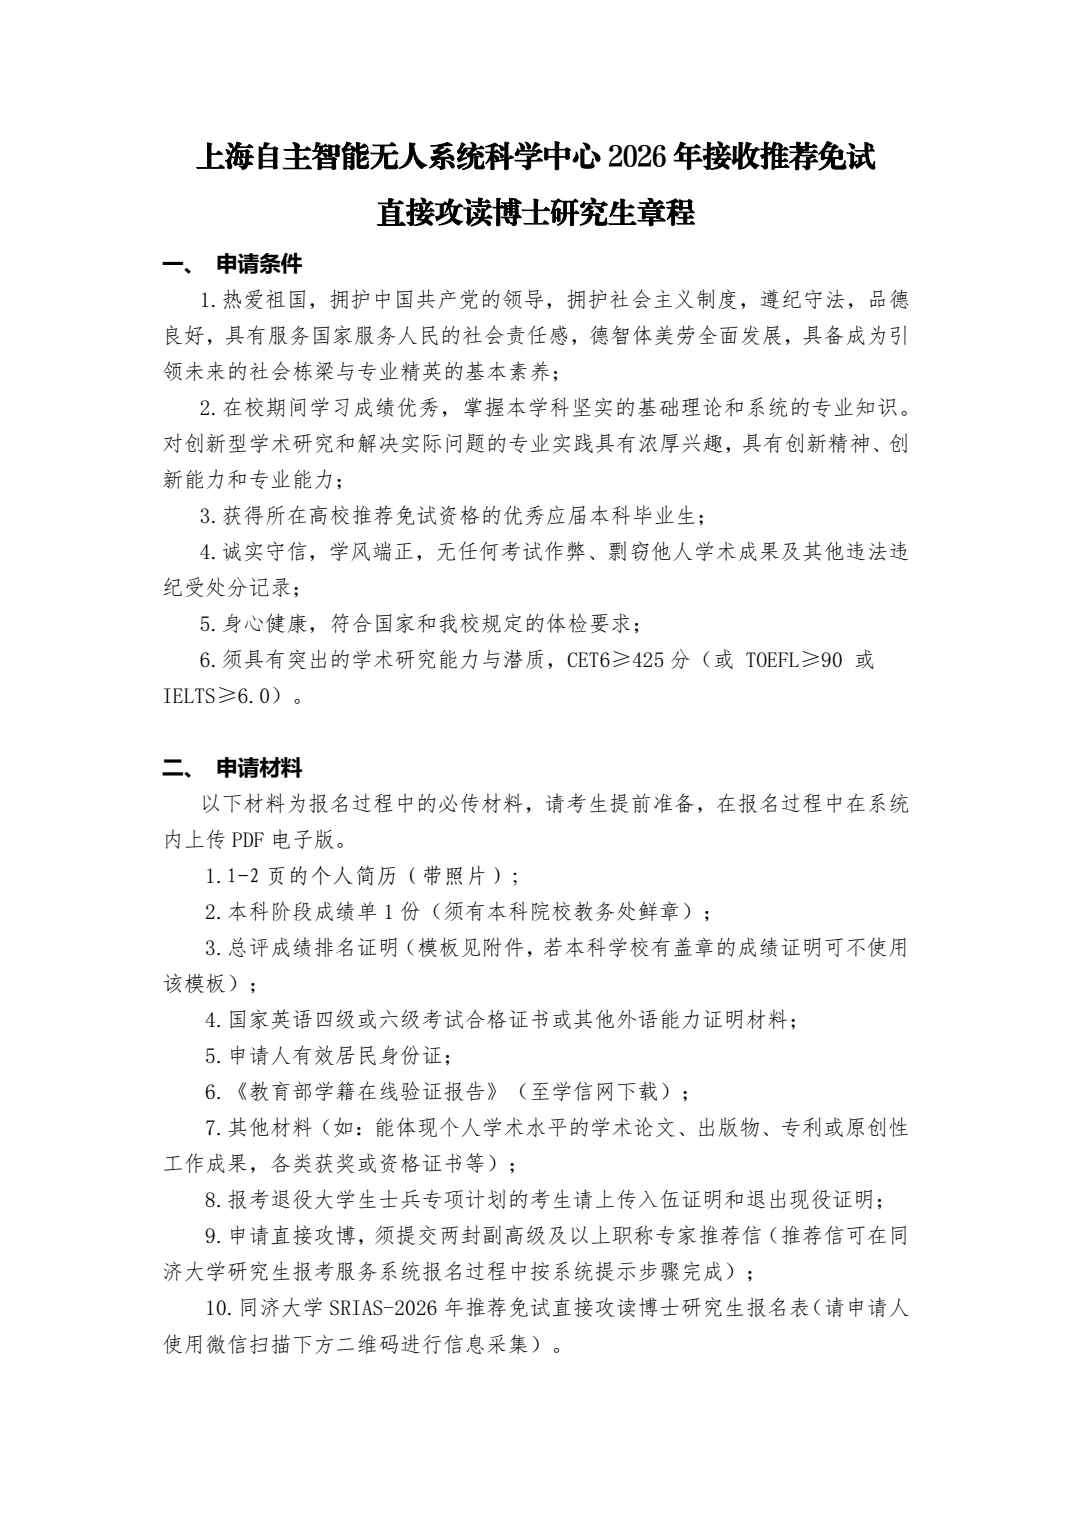 上海自主智能无人系统科学中心 2026 年接收推荐免试
直接攻读博士研究生章程
一、 申请条件
1.热爱祖国，拥护中国共产党的领导，拥护社会主义制度，遵纪守法，品德
良好，具有服务国家服务人民的社会责任感，德智体美劳全面发展，具备成为引
领未来的社会栋梁与专业精英的基本素养；
2.在校期间学习成绩优秀，掌握本学科坚实的基础理论和系统的专业知识。
对创新型学术研究和解决实际问题的专业实践具有浓厚兴趣，具有创新精神、创
新能力和专业能力；
3.获得所在高校推荐免试资格的优秀应届本科毕业生；
4.诚实守信，学风端正，无任何考试作弊、剽窃他人学术成果及其他违法违
纪受处分记录；
5.身心健康，符合国家和我校规定的体检要求；
6.须具有突出的学术研究能力与潜质，CET6≥425 分（或 TOEFL≥90 或
IELTS≥6.0）。
二、 申请材料
以下材料为报名过程中的必传材料，请考生提前准备，在报名过程中在系统
内上传 PDF 电子版。
1.1-2 页的个人简历（带照片）；
2.本科阶段成绩单 1 份（须有本科院校教务处鲜章）；
3.总评成绩排名证明（模板见附件，若本科学校有盖章的成绩证明可不使用
该模板）；
4.国家英语四级或六级考试合格证书或其他外语能力证明材料；
5.申请人有效居民身份证；
6.《教育部学籍在线验证报告》（至学信网下载）；
7.其他材料（如：能体现个人学术水平的学术论文、出版物、专利或原创性
工作成果，各类获奖或资格证书等）；
8.报考退役大学生士兵专项计划的考生请上传入伍证明和退出现役证明；
9.申请直接攻博，须提交两封副高级及以上职称专家推荐信（推荐信可在同
济大学研究生报考服务系统报名过程中按系统提示步骤完成）；
10.同济大学 SRIAS-2026 年推荐免试直接攻读博士研究生报名表（请申请人
使用微信扫描下方二维码进行信息采集）。